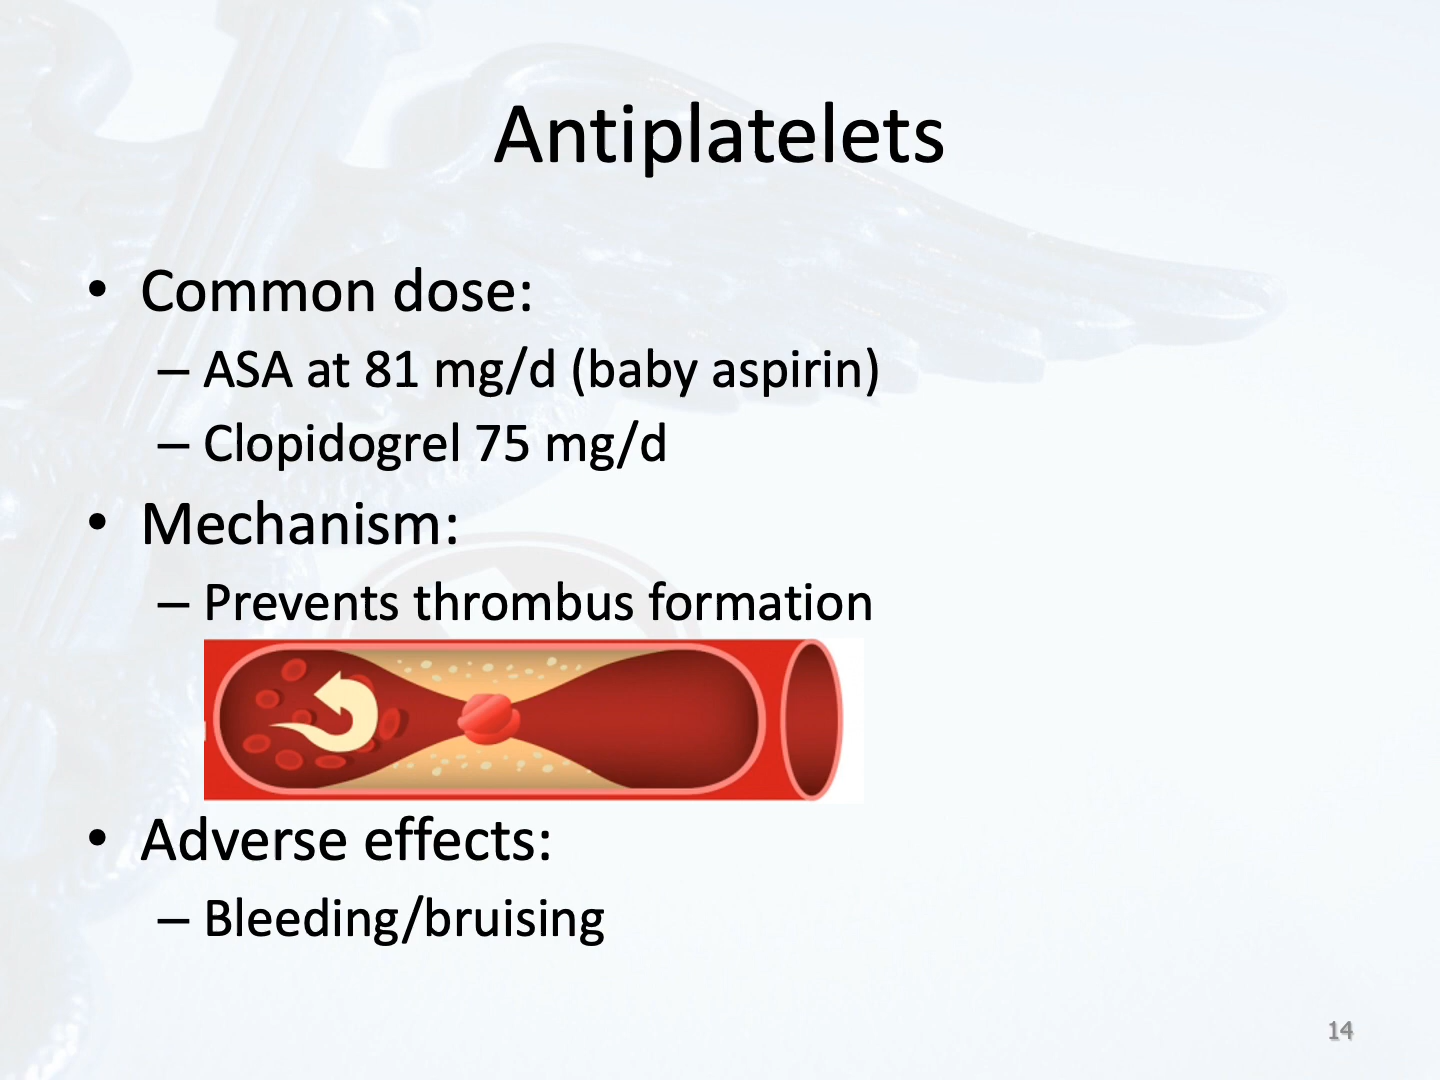 Antiplatelets
• Common dose:
– ASA at 81 mg/d (baby aspirin)
– Clopidogrel 75 mg/d
• Mechanism:
– Prevents thrombus formation
• Adverse effects:
– Bleeding/bruising
14